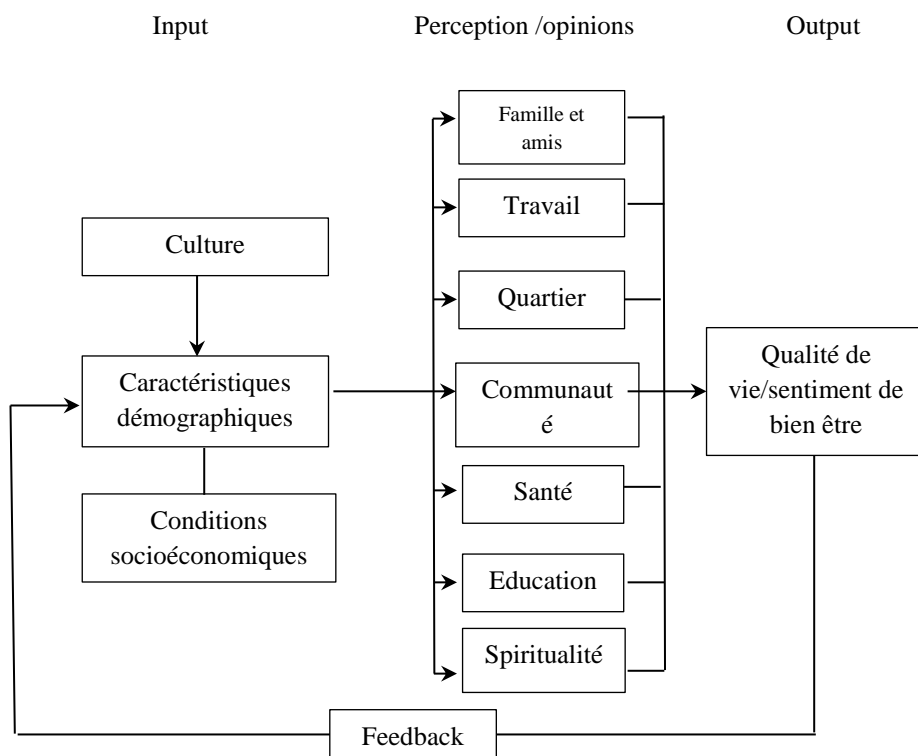 Input
Perception /opinions
Output
Culture
Caractéristiques
démographiques
Conditions
socioéconomiques
Famille et
amis
Travail
Quartier
Communaut
é
Santé
Education
Spiritualité
Qualité de
vie/sentiment de
bien être
Feedback